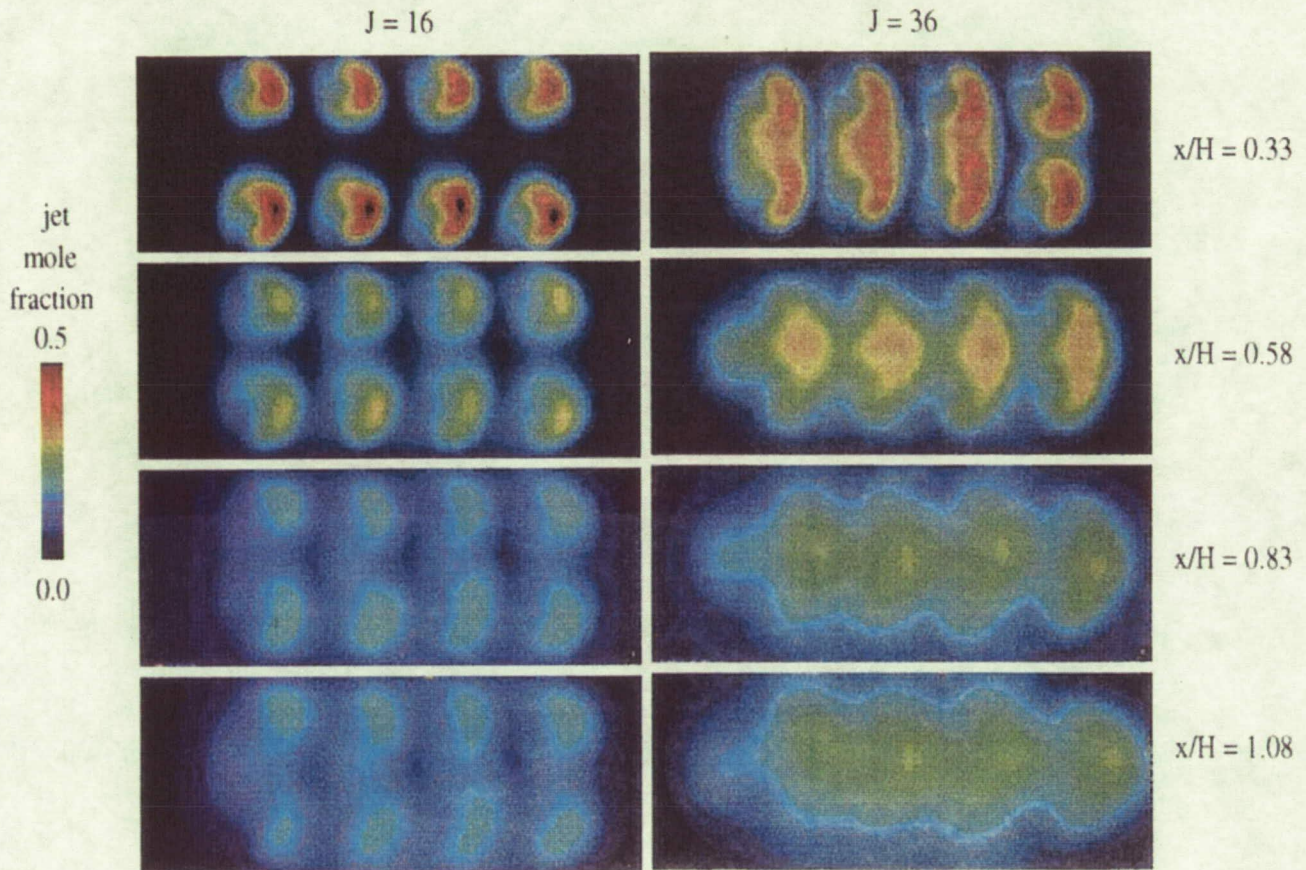 J = 16
J = 36
x/H = 0.33
jet
mole
fraction
0.5
0.0
x/H = 0.58
x/H = 0.83
x/H = 1.08